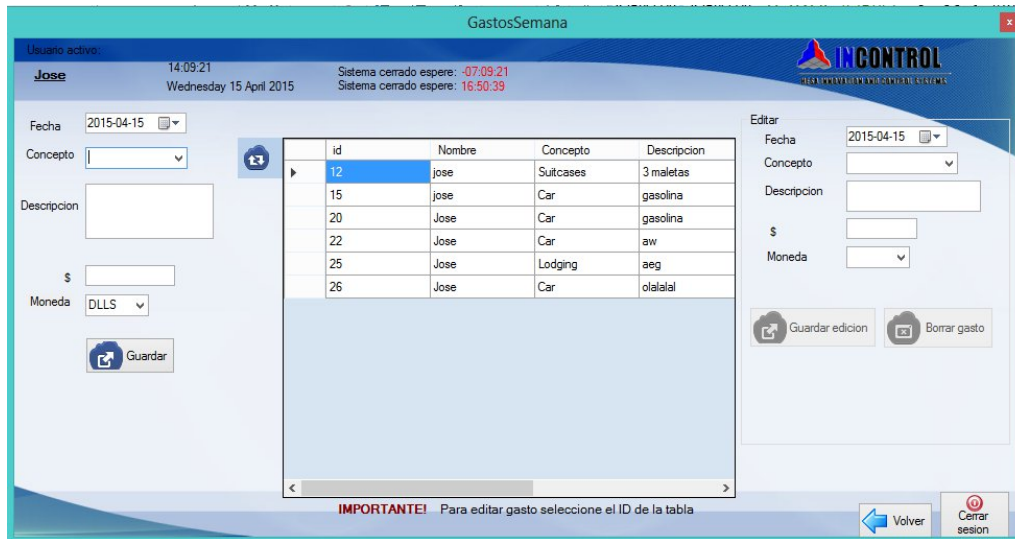 GastosSemana
x
Usuario activo:
Jose
14:09:21
Wednesday 15 April 2015
Sistema cerrado espere: -07:09:21
Sistema cerrado espere: 16:50:39
INCONTROL
Fecha 2015-04-15
Concepto
Descripcion
$
Moneda DLLS
Guardar
id Nombre Concepto Descripcion
12 jose Suitcases 3 maletas
15 jose Car gasolina
20 Jose Car gasolina
22 Jose Car aw
25 Jose Lodging aeg
26 Jose Car olalalal
Editar
Fecha 2015-04-15
Concepto
Descripcion
$
Moneda
Guardar edicion Borrar gasto
IMPORTANTE! Para editar gasto seleccione el ID de la tabla
Volver
Cerrar
sesion